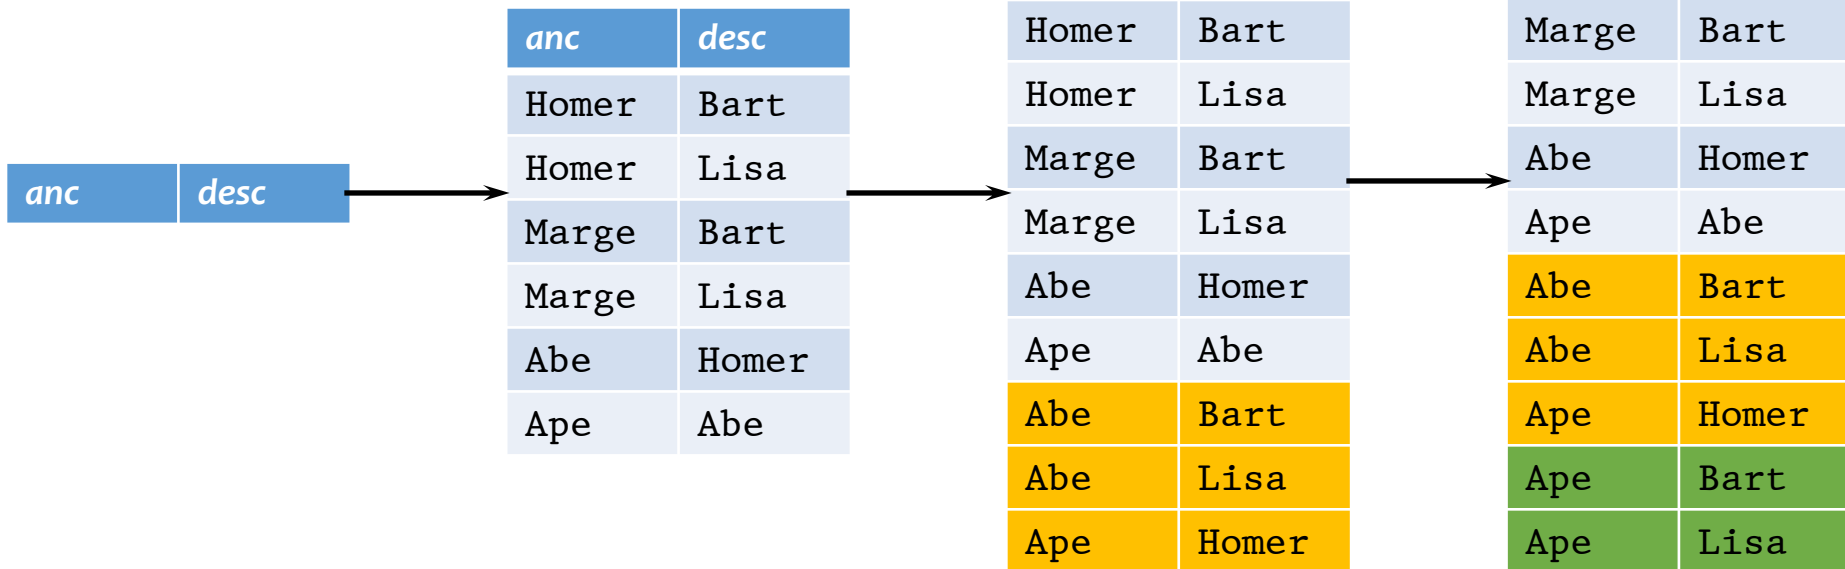 anc desc
anc desc
Homer Bart
Homer Lisa
Marge Bart
Marge Lisa
Abe Homer
Ape Abe
Homer Bart
Homer Lisa
Marge Bart
Marge Lisa
Abe Homer
Ape Abe
Abe Bart
Abe Lisa
Ape Homer
Marge Bart
Marge Lisa
Abe Homer
Ape Abe
Abe Bart
Abe Lisa
Ape Homer
Ape Bart
Ape Lisa